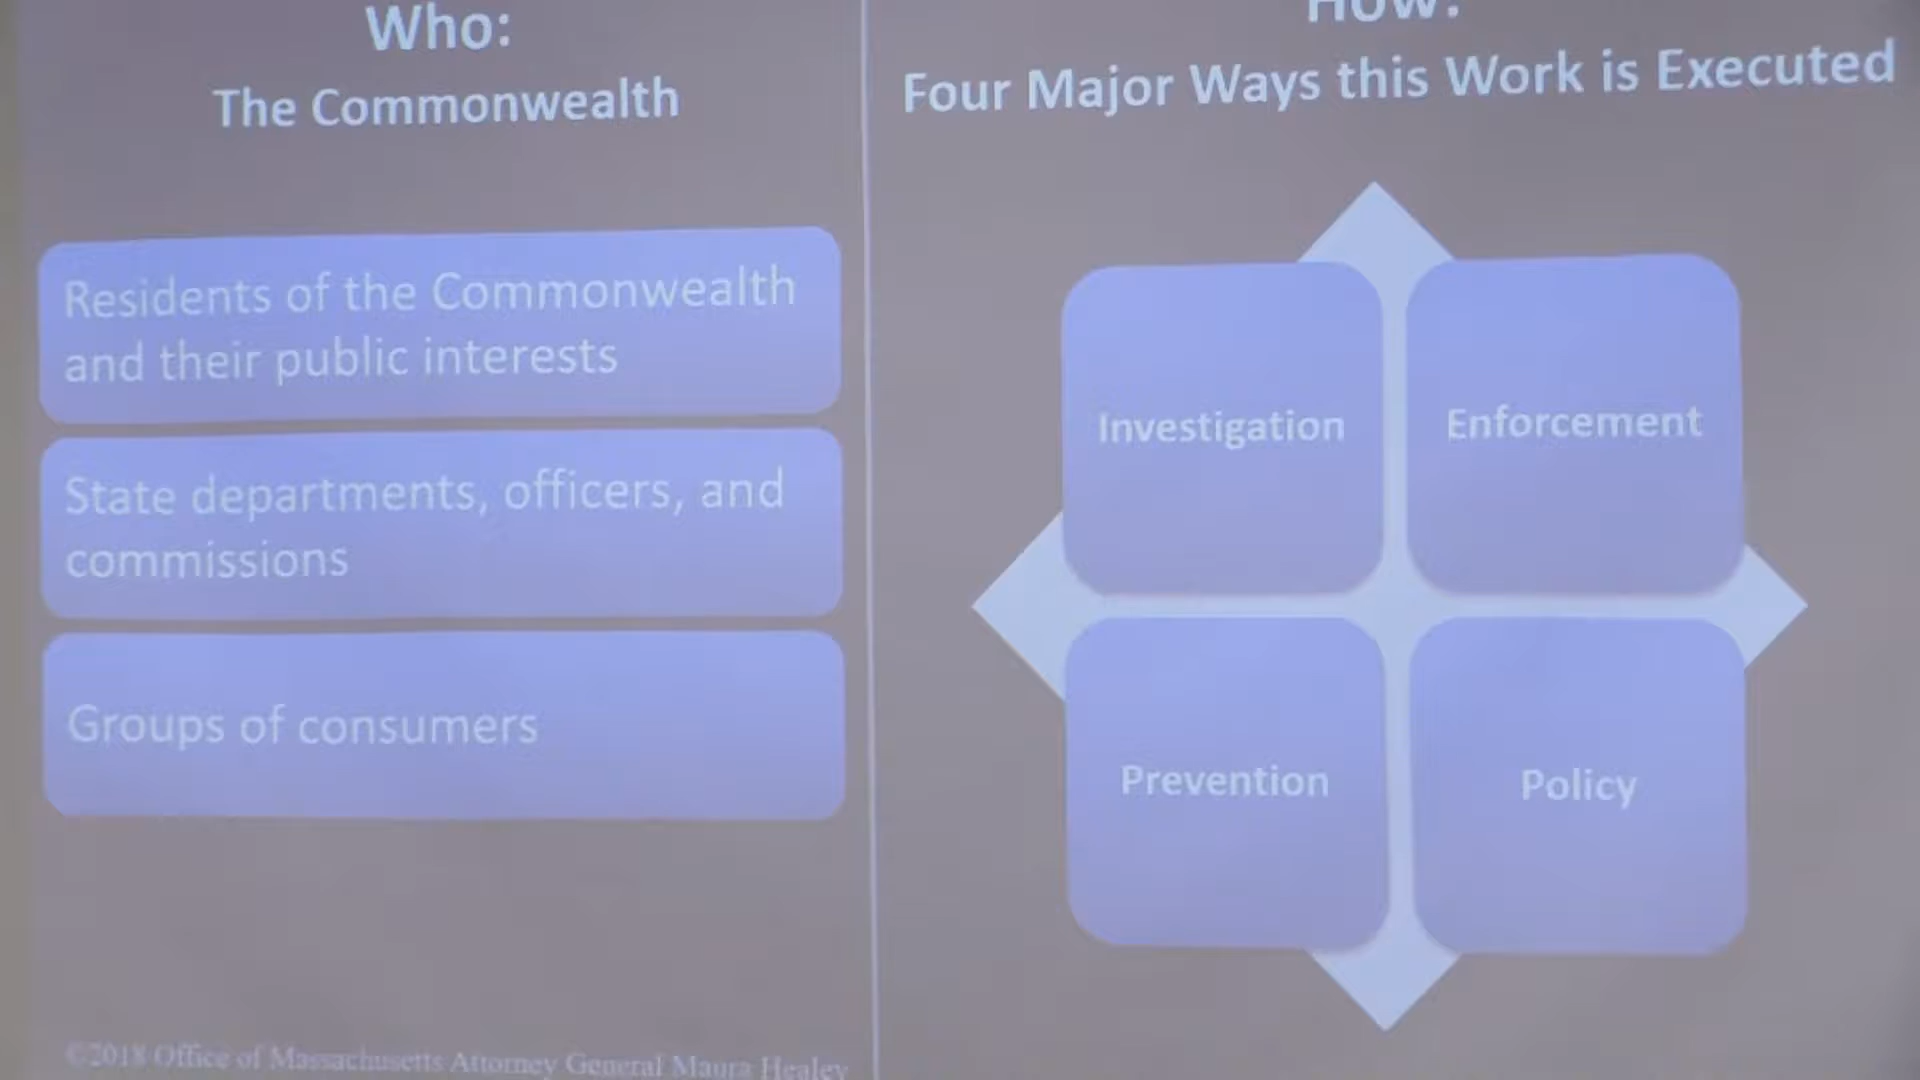 Who:
The Commonwealth
Residents of the Commonwealth
and their public interests
State departments, officers, and
commissions
Groups of consumers
©2018 Office of Massachusetts Attorney General Maura Healey
How:
Four Major Ways this Work is Executed
Investigation
Enforcement
Prevention
Policy